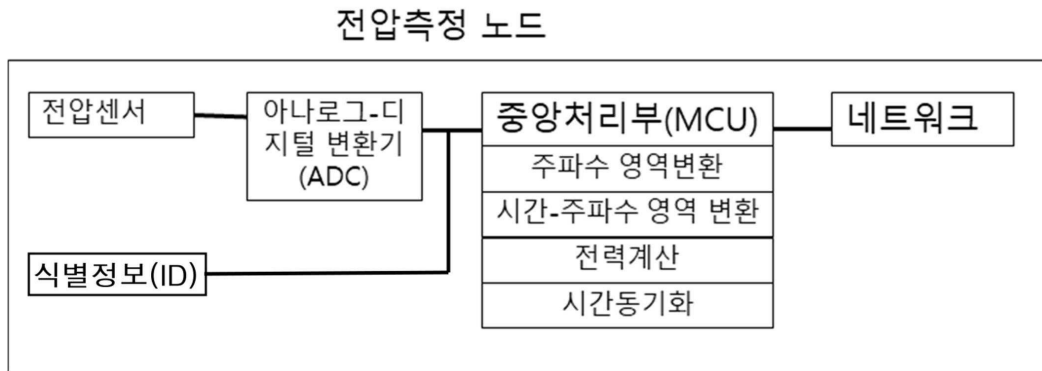 전압측정 노드
전압센서
아나로그-디
지털 변환기
(ADC)
중앙처리부(MCU)
네트워크
주파수 영역변환
시간-주파수 영역 변환
전력계산
식별정보(ID)
시간동기화